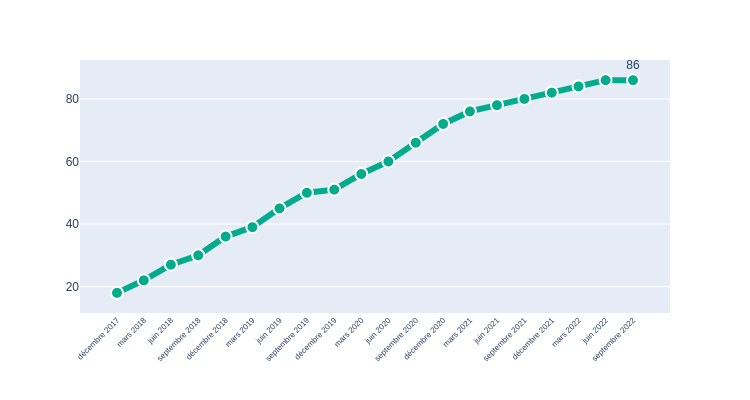 86
80
60
40
20
décembre 2017
mars 2018
juin 2018
septembre 2018
décembre 2018
mars 2019
juin 2019
septembre 2019
décembre 2019
mars 2020
juin 2020
septembre 2020
décembre 2020
mars 2021
juin 2021
septembre 2021
décembre 2021
mars 2022
juin 2022
septembre 2022